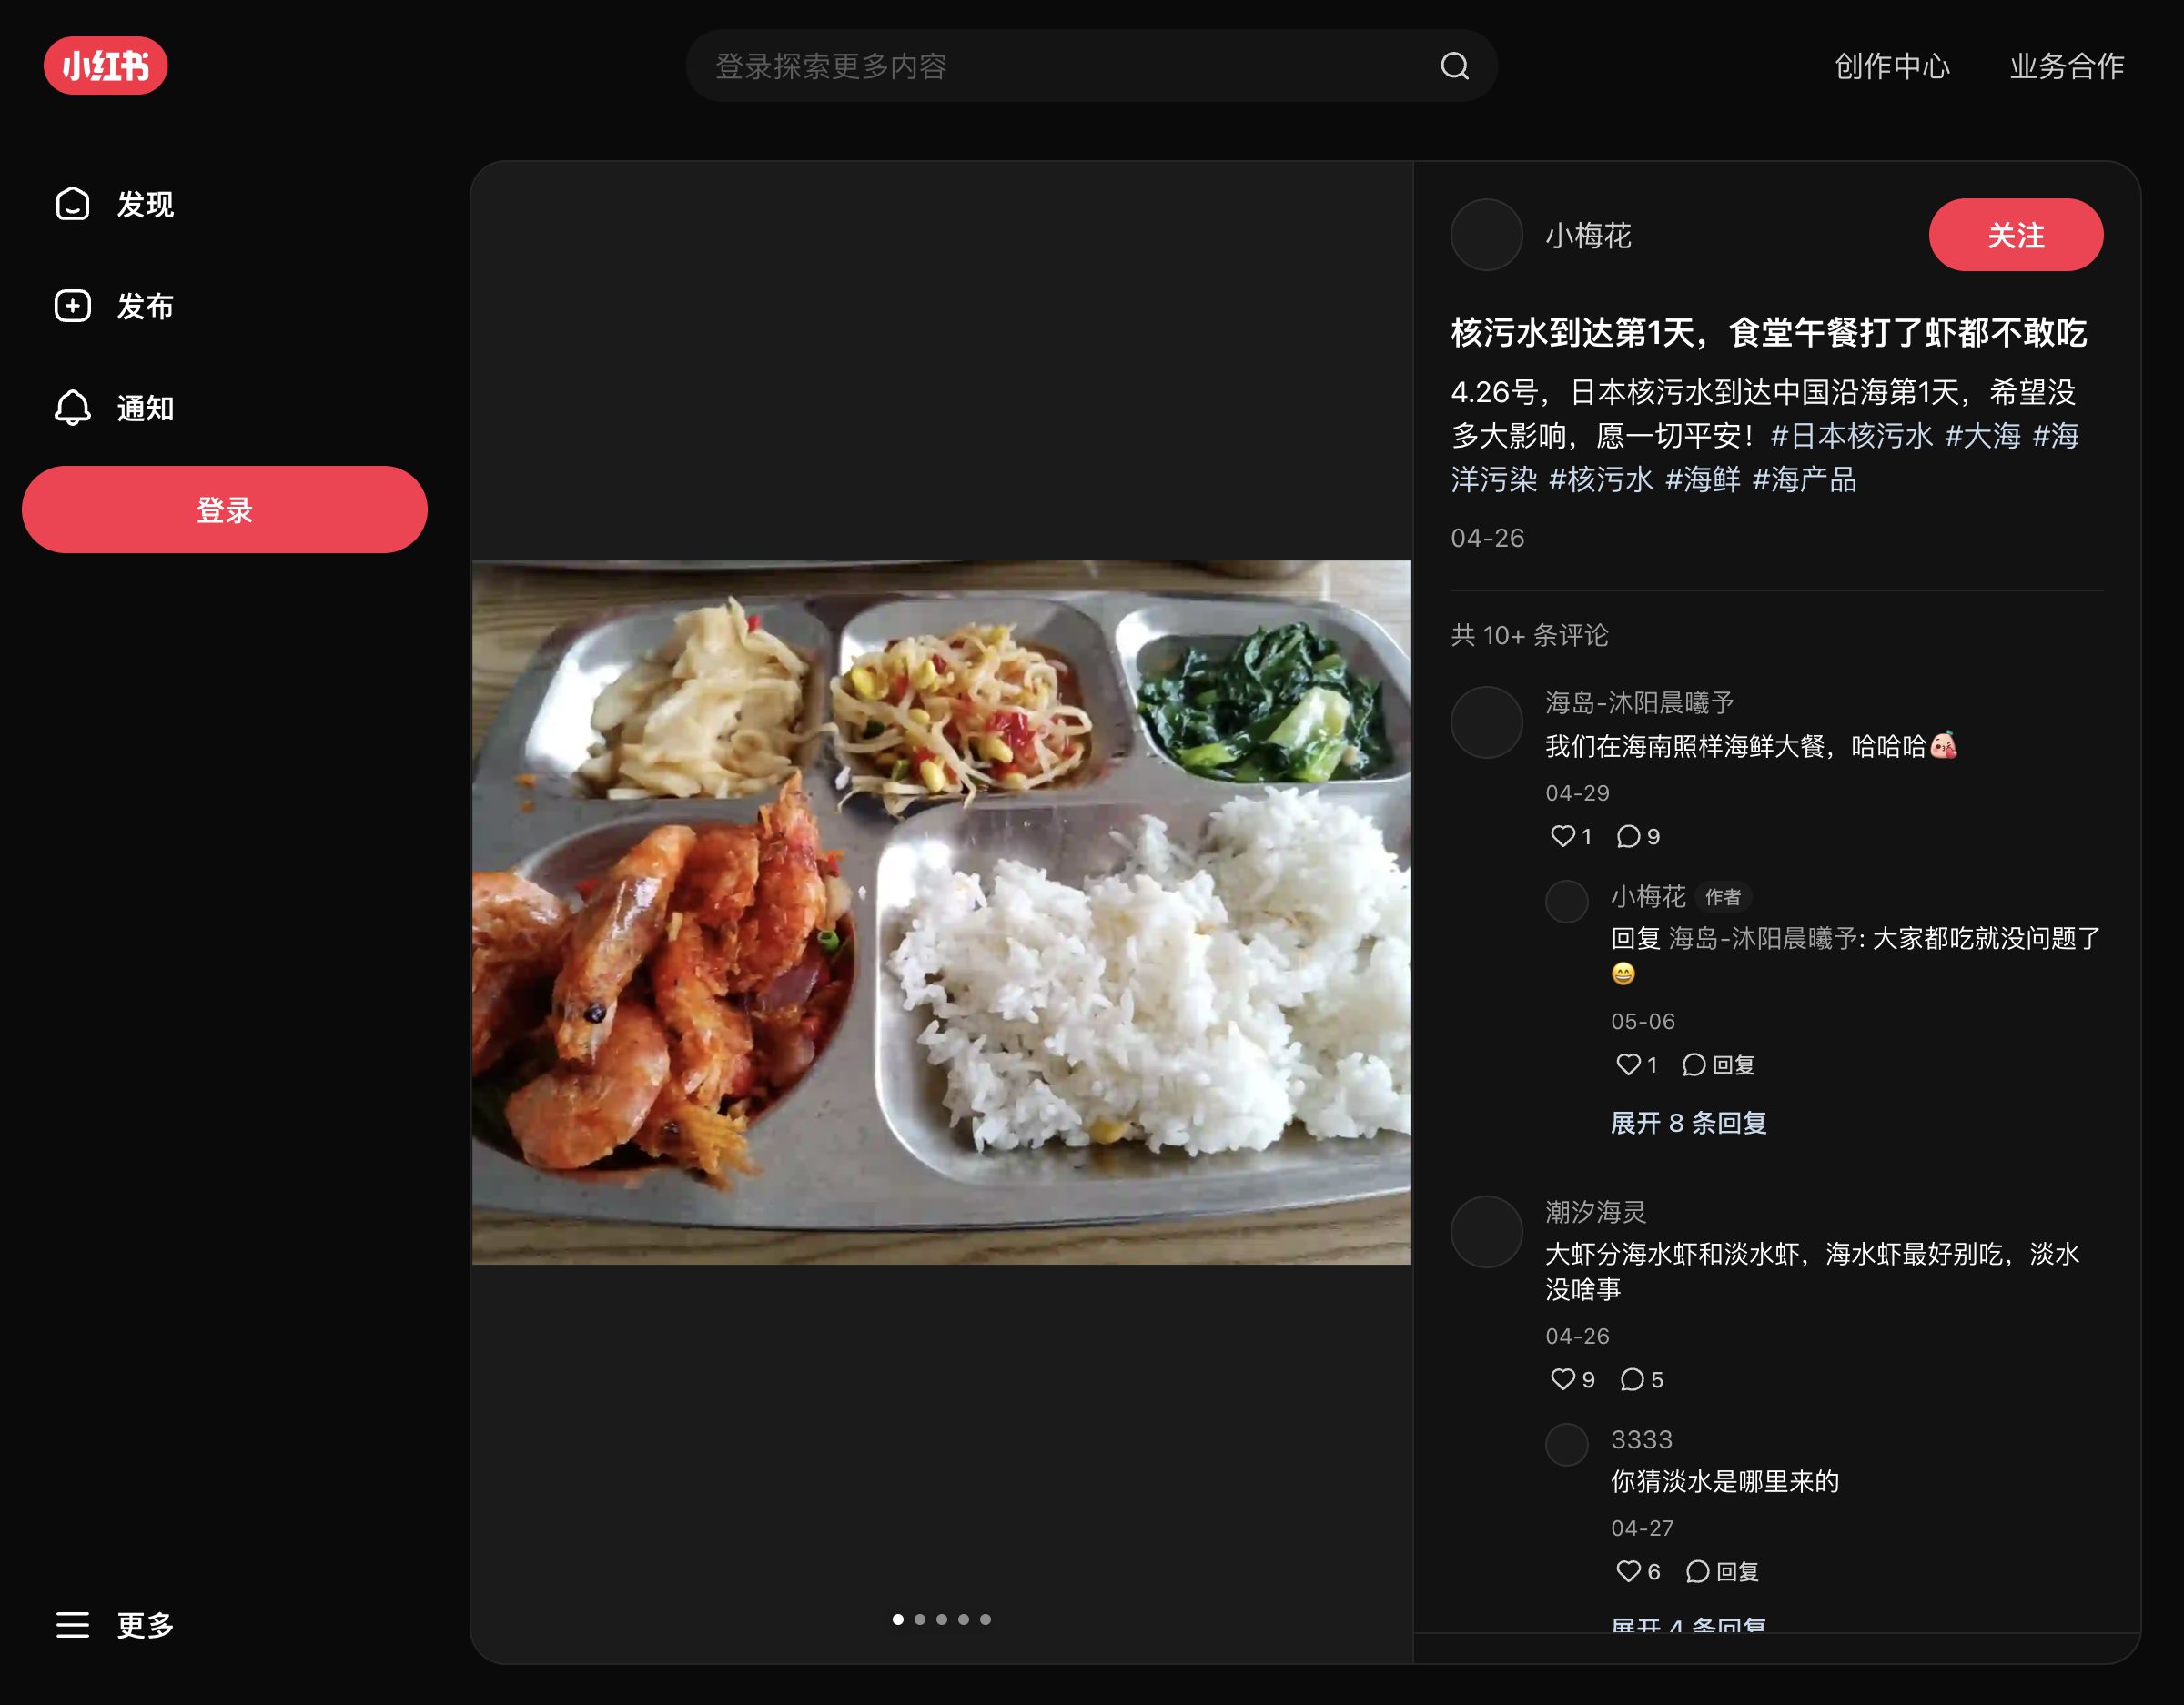 小红书
登录探索更多内容
创作中心
业务合作
发现
发布
通知
登录
更多
小梅花
关注
核污水到达第1天，食堂午餐打了虾都不敢吃
4.26号，日本核污水到达中国沿海第1天，希望没
多大影响，愿一切平安！#日本核污水 #大海 #海
洋污染 #核污水 #海鲜 #海产品
04-26
共 10+ 条评论
海岛-沐阳晨曦予
我们在海南照样海鲜大餐，哈哈哈
04-29
1 9
小梅花 作者
回复 海岛-沐阳晨曦予: 大家都吃就没问题了
😄
05-06
1 回复
展开 8 条回复
潮汐海灵
大虾分海水虾和淡水虾，海水虾最好别吃，淡水
没啥事
04-26
9 5
3333
你猜淡水是哪里来的
04-27
6 回复
展开 4 条回复